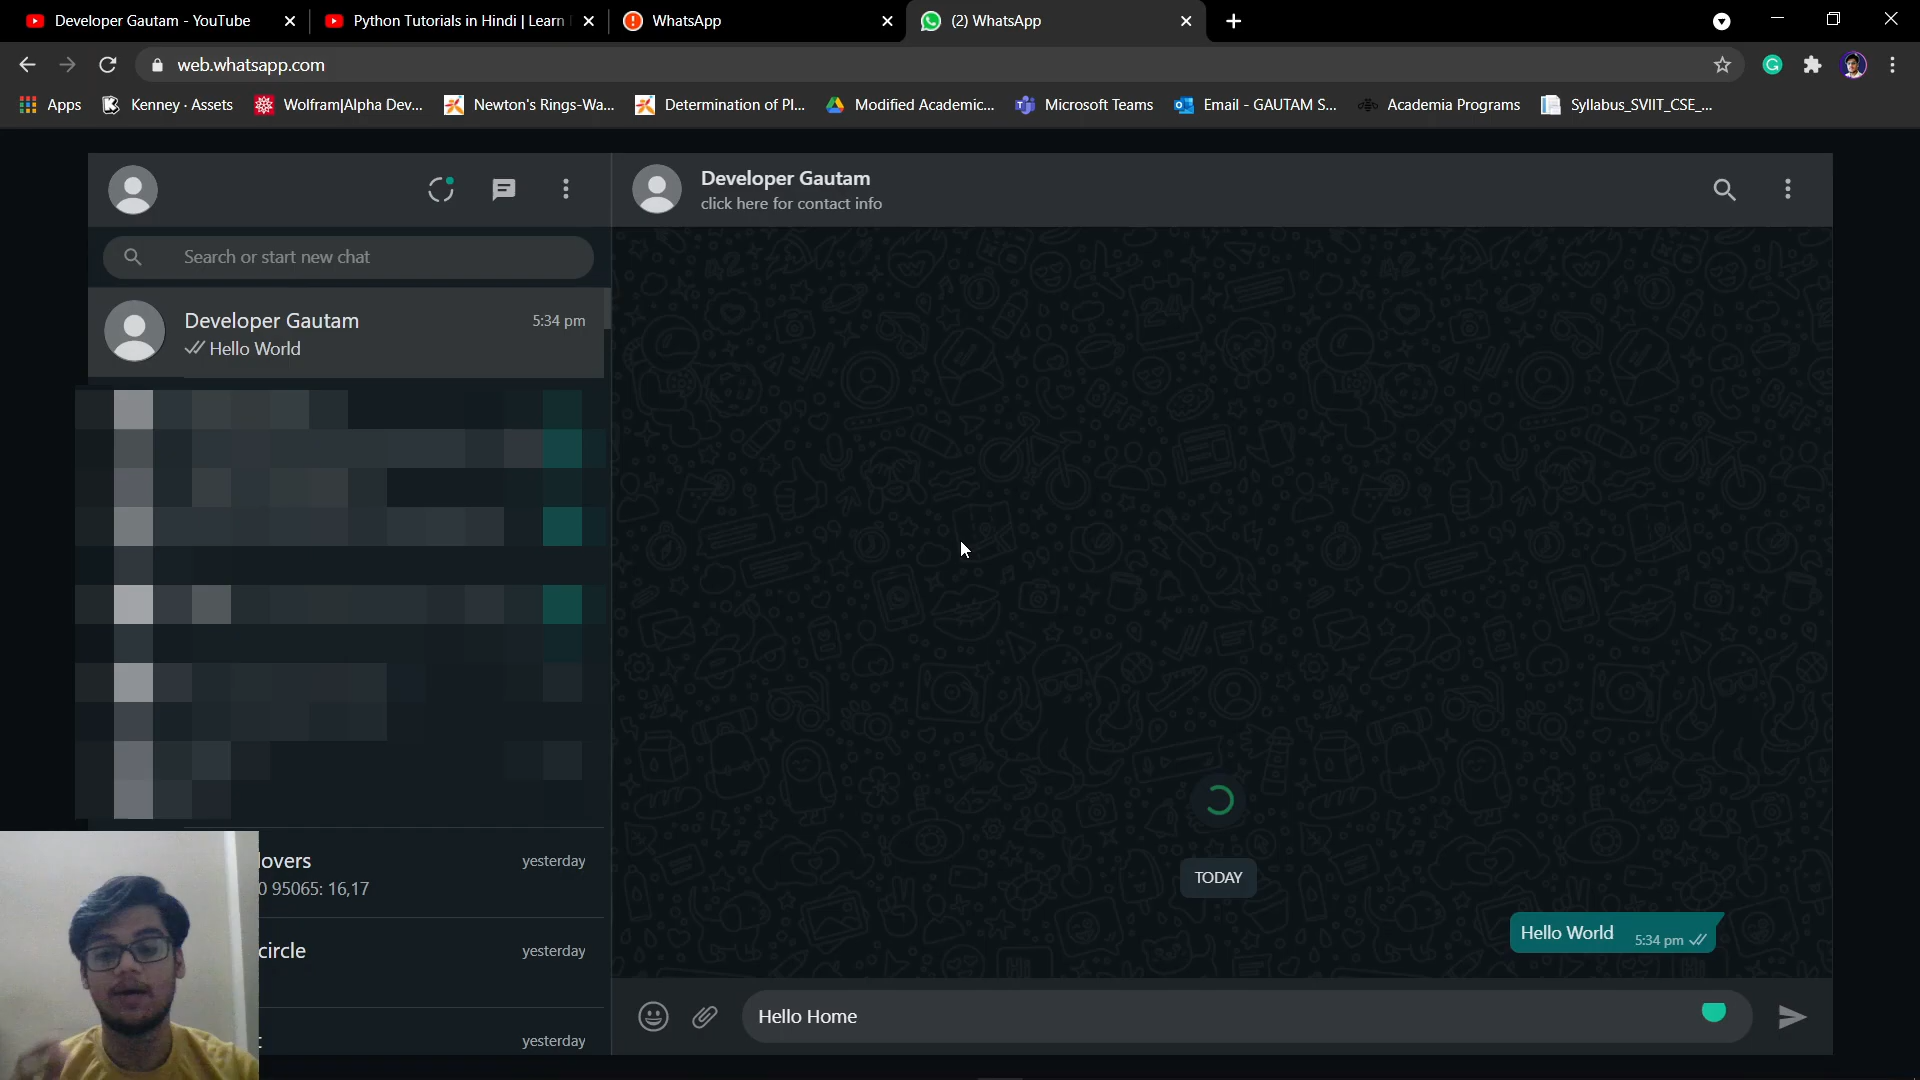 Developer Gautam - YouTube
Python Tutorials in Hindi | Learn
WhatsApp
(2) WhatsApp
web.whatsapp.com
Apps
Kenney · Assets
Wolfram|Alpha Dev...
Newton's Rings-Wa...
Determination of Pl...
Modified Academic...
Microsoft Teams
Email - GAUTAM S...
Academia Programs
Syllabus_SVIIT_CSE_...
Developer Gautam
click here for contact info
Search or start new chat
Developer Gautam
5:34 pm
Hello World
lovers
yesterday
0 95065: 16,17
circle
yesterday
yesterday
TODAY
Hello World
5:34 pm
Hello Home